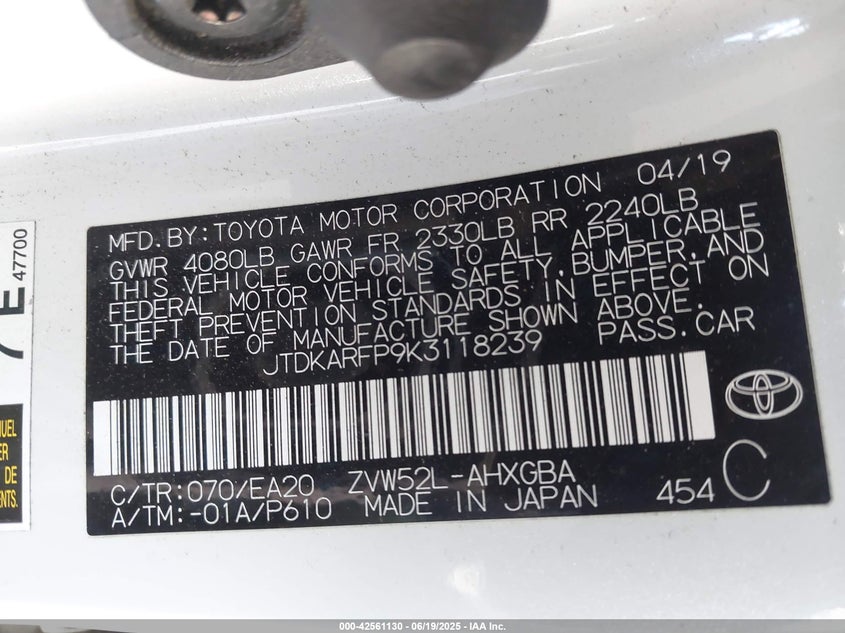 MFD. BY: TOYOTA MOTOR CORPORATION 04/19
GVWR 4080LB GAWR FR 2330LB RR 2240LB
THIS VEHICLE CONFORMS TO ALL APPLICABLE
FEDERAL MOTOR VEHICLE SAFETY, BUMPER, AND
THEFT PREVENTION STANDARDS IN EFFECT ON
THE DATE OF MANUFACTURE SHOWN ABOVE.
JTDKARFP9K3118239 PASS. CAR
C/TR: 070/EA20 ZVW52L-AHXGBA
A/TM: -01A/P610 MADE IN JAPAN 454 C
E 47700
DE
000-42561130 - 06/19/2025 - IAA Inc.